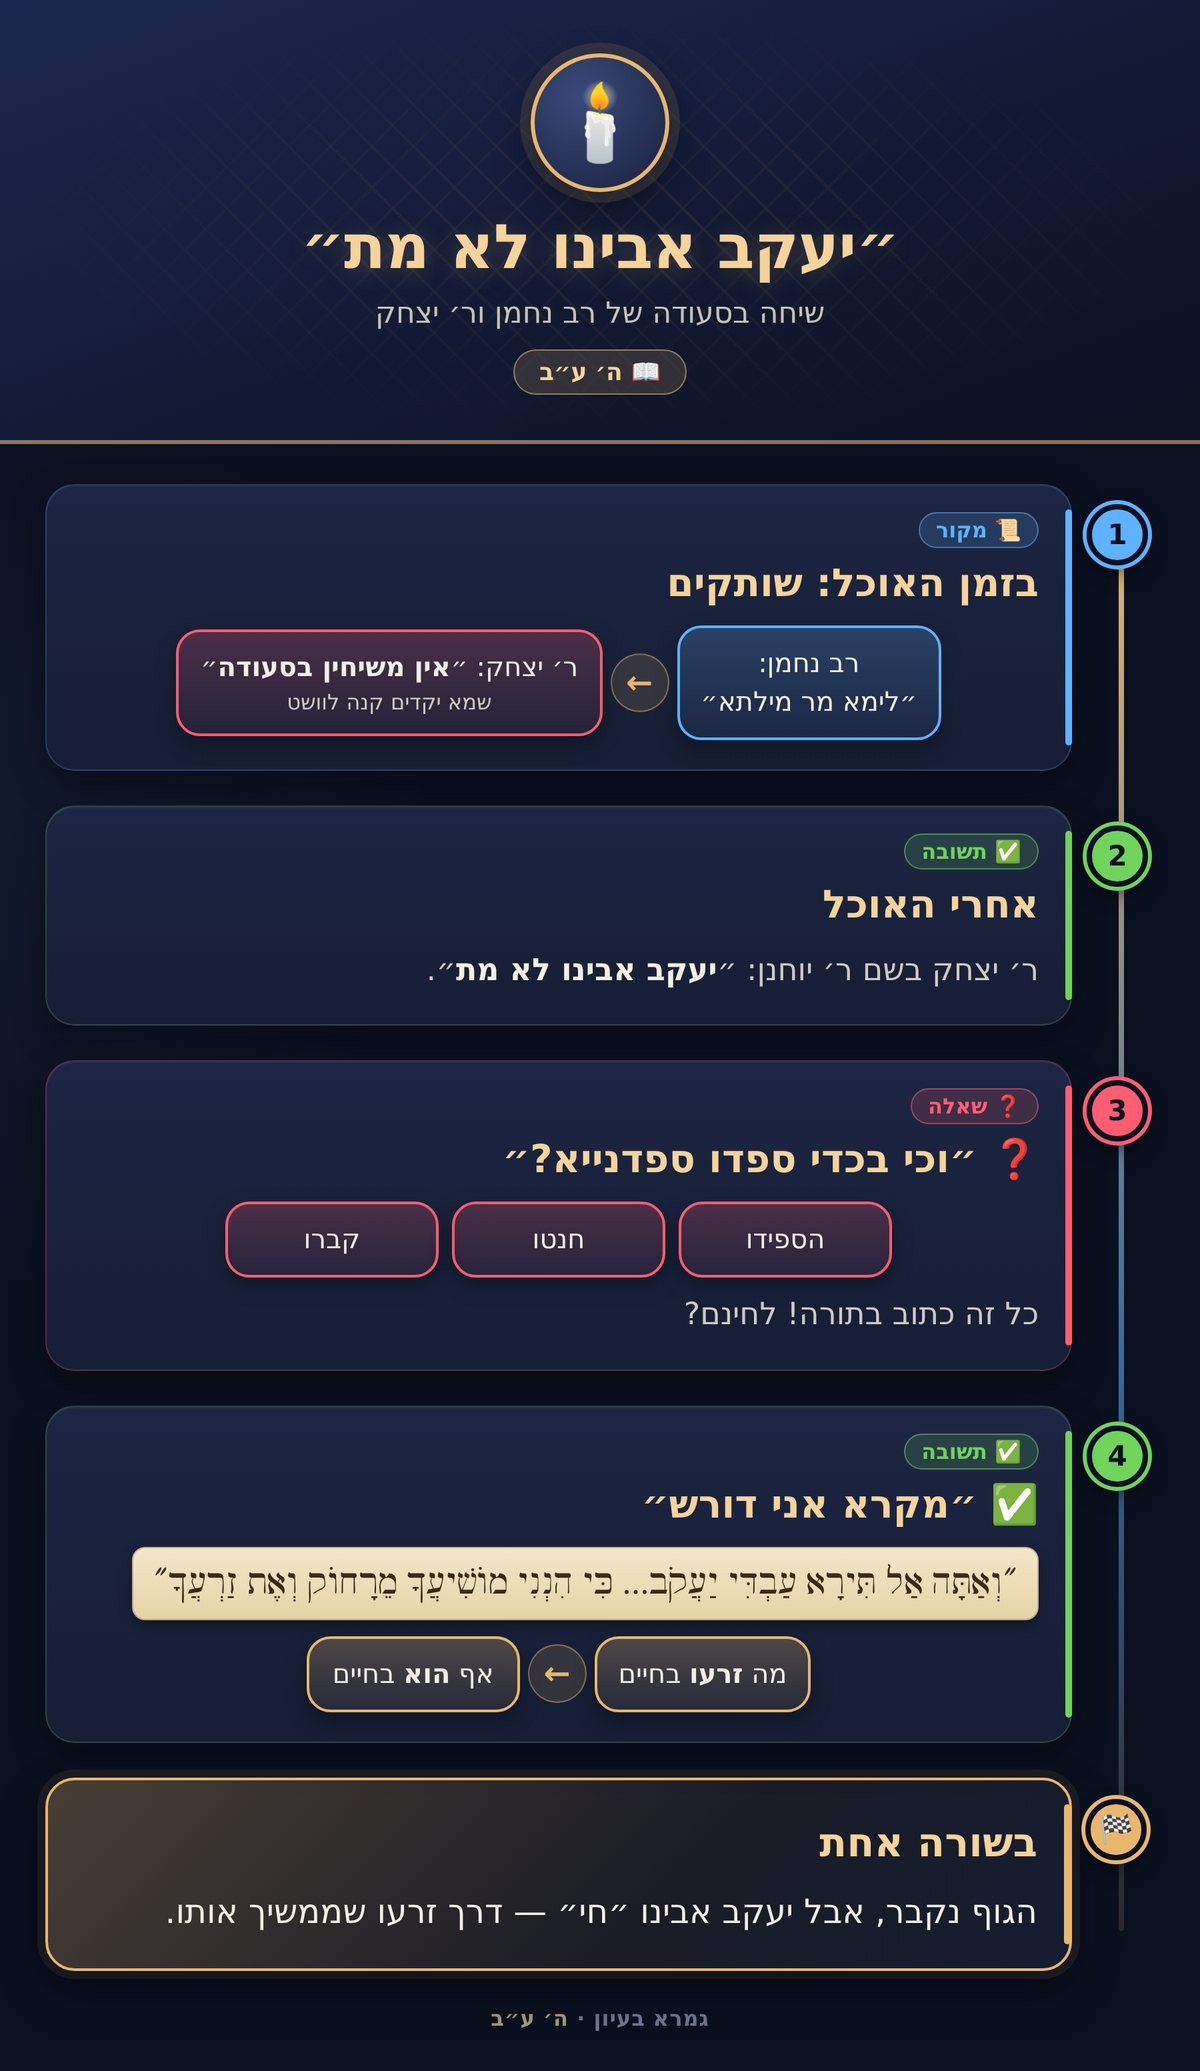 ״יעקב אבינו לא מת״
שיחה בסעודה של רב נחמן ור׳ יצחק
📖 ה׳ ע״ב
1
📜 מקור
בזמן האוכל: שותקים
רב נחמן:
״לימא מר מילתא״
←
ר׳ יצחק: ״אין משיחין בסעודה״
שמא יקדים קנה לוושט
2
✅ תשובה
אחרי האוכל
ר׳ יצחק בשם ר׳ יוחנן: ״יעקב אבינו לא מת״.
3
❓ שאלה
❓ ״וכי בכדי ספדו ספדנייא?״
הספידו
חנטו
קברו
כל זה כתוב בתורה! לחינם?
4
✅ תשובה
✅ ״מקרא אני דורש״
״וְאַתָּה אַל תִּירָא עַבְדִּי יַעֲקֹב... כִּי הִנְנִי מוֹשִׁיעֲךָ מֵרָחוֹק וְאֶת זַרְעֲךָ״
מה זרעו בחיים
←
אף הוא בחיים
בשורה אחת
הגוף נקבר, אבל יעקב אבינו ״חי״ — דרך זרעו שממשיך אותו.
גמרא בעיון · ה׳ ע״ב